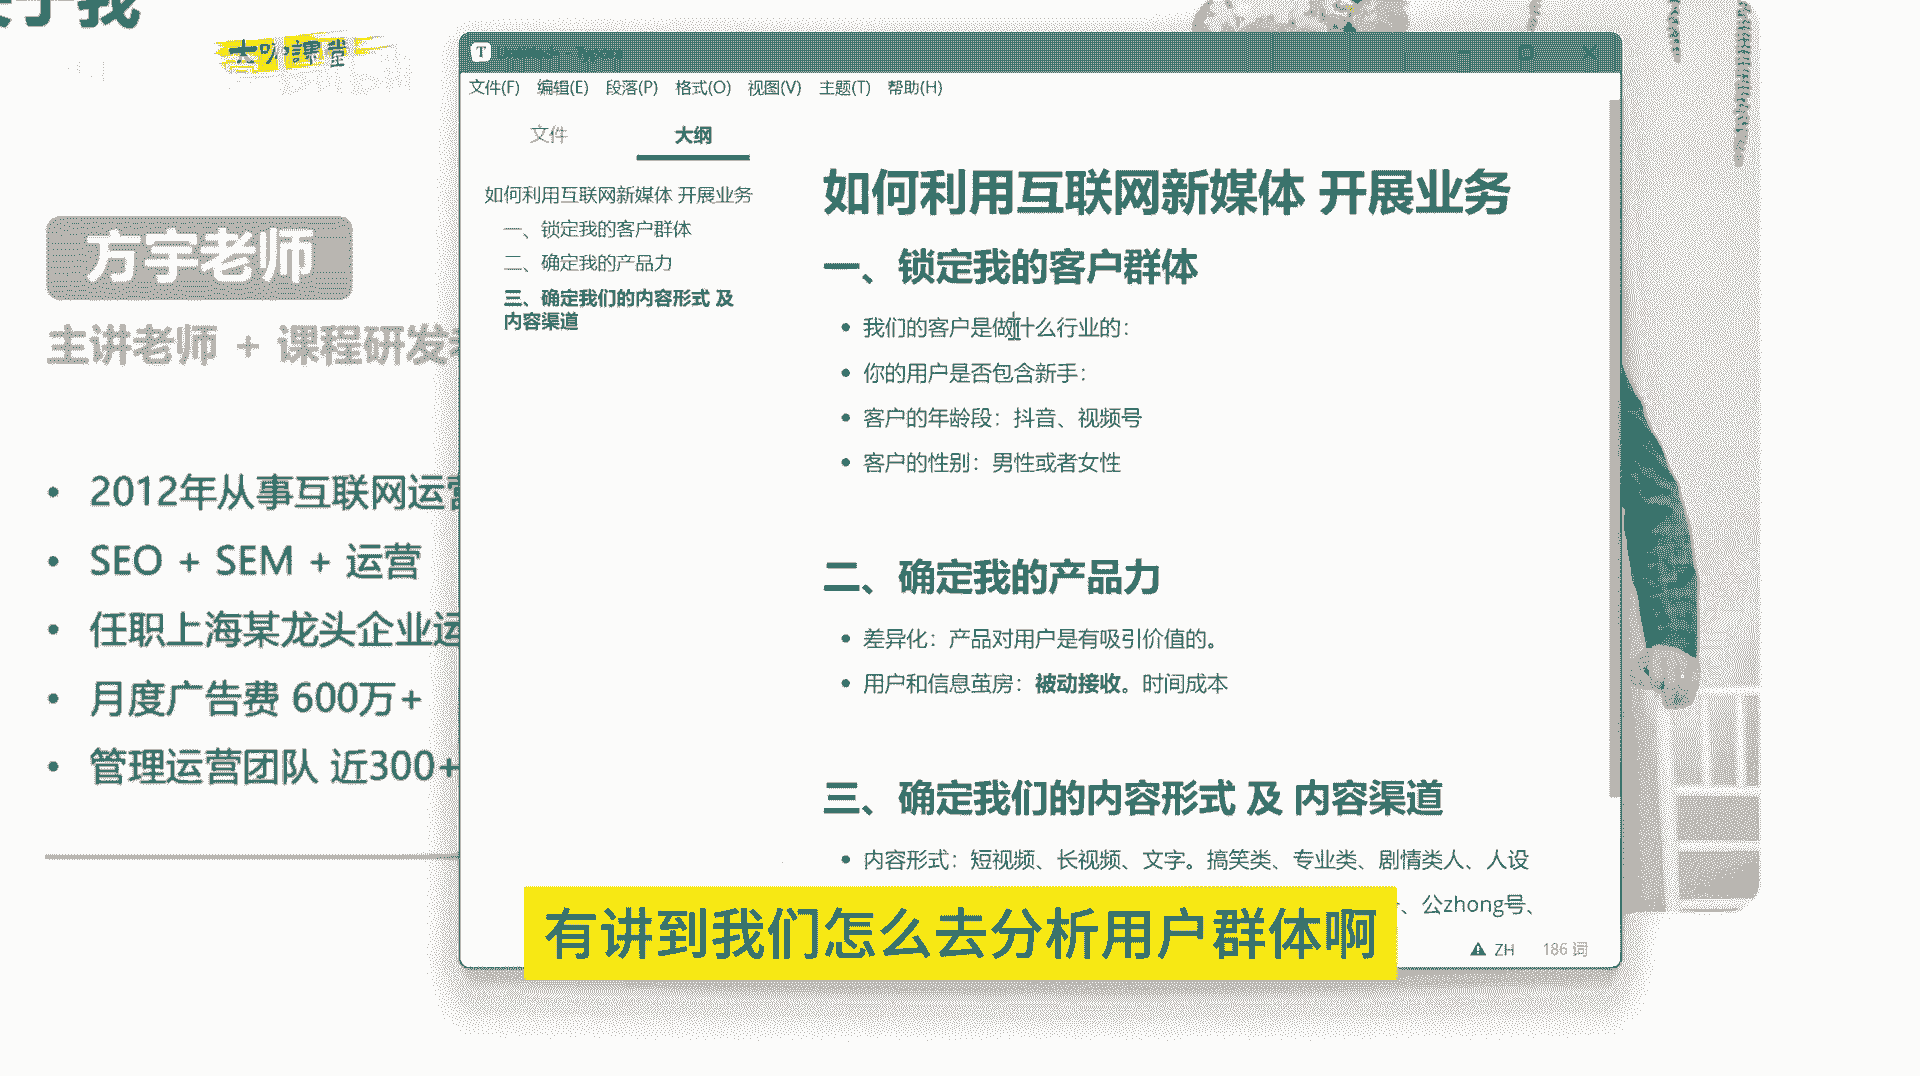 方宇老师
主讲老师 + 课程研发
2012年从事互联网运营
SEO + SEM + 运营
任职上海某龙头企业运
月度广告费 600万+
管理运营团队 近300+
文件(F) 编辑(E) 段落(P) 格式(O) 视图(V) 主题(T) 帮助(H)
文件 大纲
如何利用互联网新媒体 开展业务
一、锁定我的客户群体
二、确定我的产品力
三、确定我们的内容形式 及
内容渠道
如何利用互联网新媒体 开展业务
一、锁定我的客户群体
我们的客户是做什么行业的：
你的用户是否包含新手：
客户的年龄段：抖音、视频号
客户的性别：男性或者女性
二、确定我的产品力
差异化：产品对用户是有吸引价值的。
用户和信息茧房：被动接收。时间成本
三、确定我们的内容形式 及 内容渠道
内容形式：短视频、长视频、文字。搞笑类、专业类、剧情类人、人设
、公zhong号、
有讲到我们怎么去分析用户群体啊
ZH 186 词